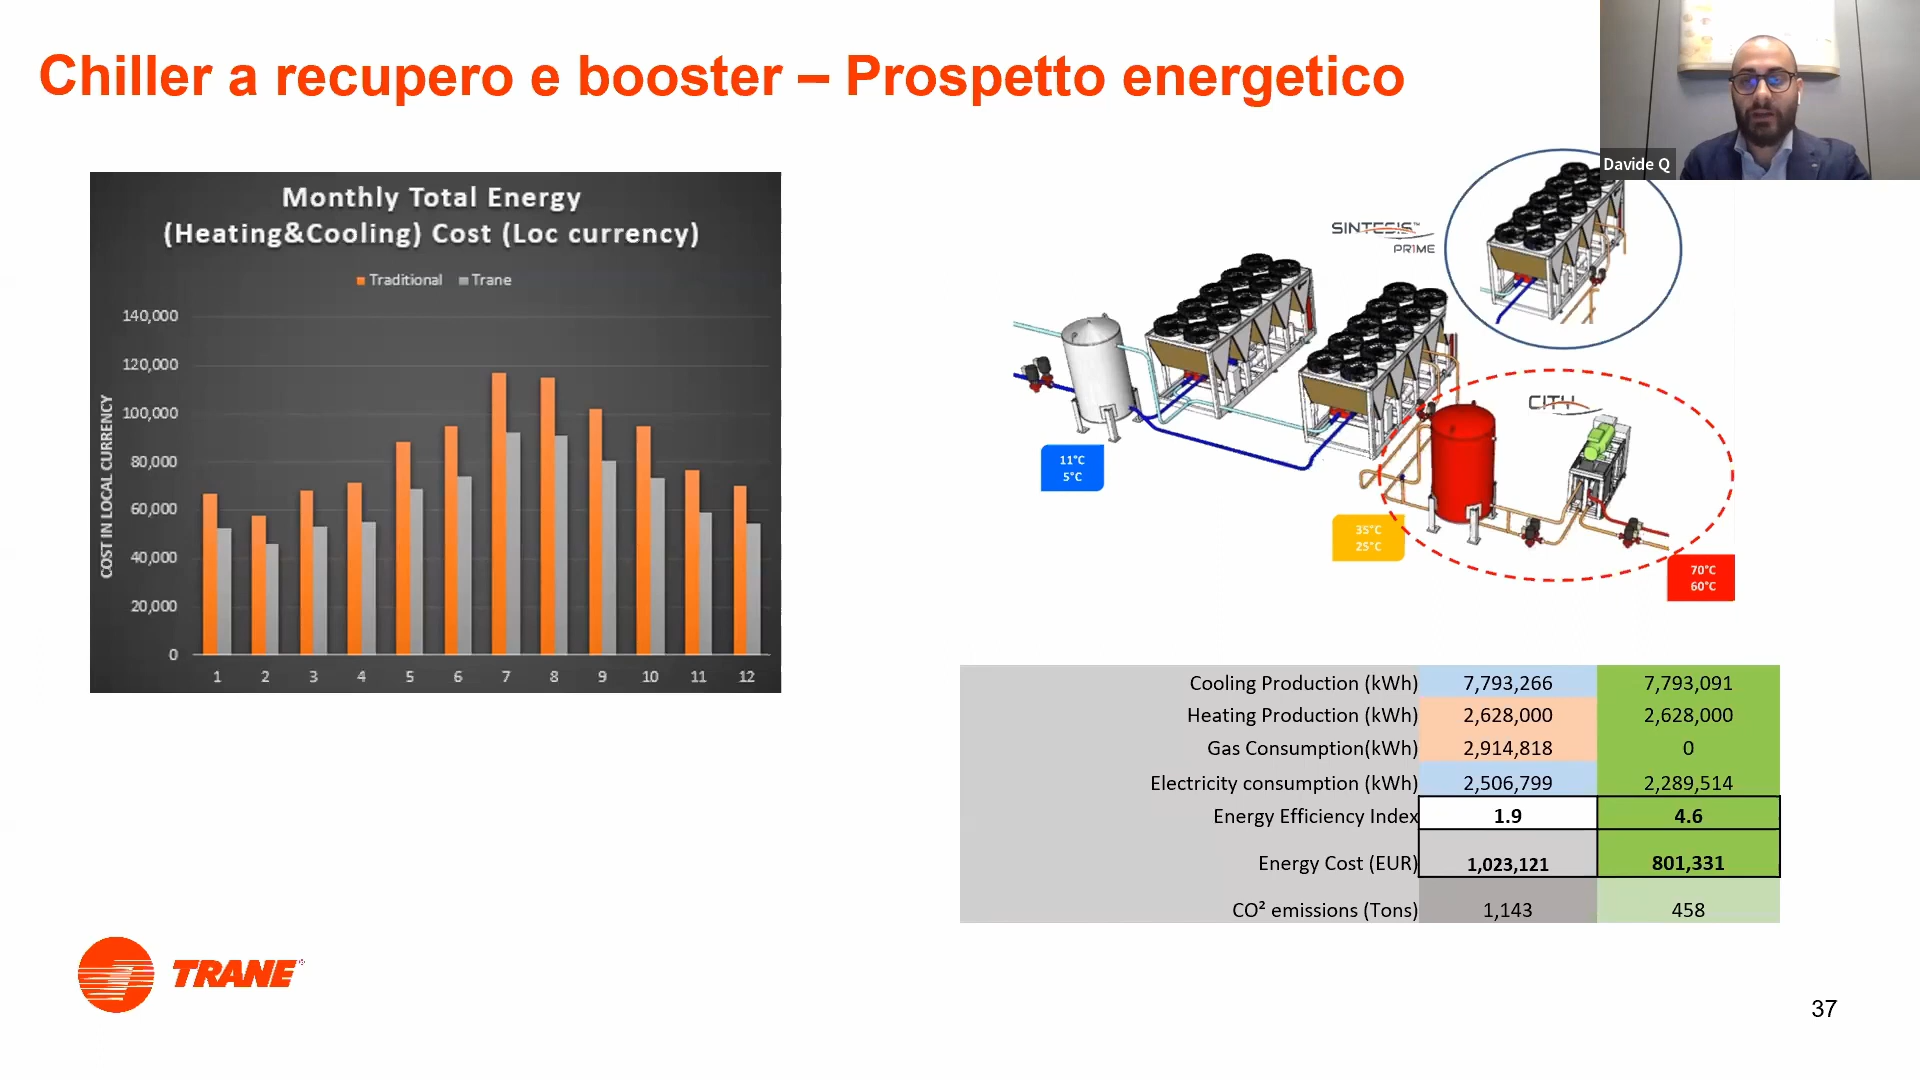 Chiller a recupero e booster – Prospetto energetico
Davide Q
Monthly Total Energy
(Heating&Cooling) Cost (Loc currency)
Traditional Trane
COST IN LOCAL CURRENCY
140,000
120,000
100,000
80,000
60,000
40,000
20,000
0
1 2 3 4 5 6 7 8 9 10 11 12
SINTESIS™
PR1ME
CITY
11°C
5°C
35°C
25°C
70°C
60°C
Cooling Production (kWh) 7,793,266 7,793,091
Heating Production (kWh) 2,628,000 2,628,000
Gas Consumption(kWh) 2,914,818 0
Electricity consumption (kWh) 2,506,799 2,289,514
Energy Efficiency Index 1.9 4.6
Energy Cost (EUR) 1,023,121 801,331
CO² emissions (Tons) 1,143 458
TRANE
37